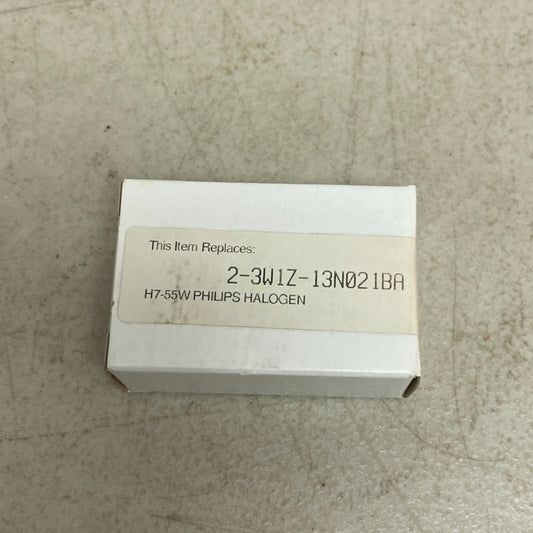 This Item Replaces:
2-3W1Z-13N021BA
H7-55W PHILIPS HALOGEN